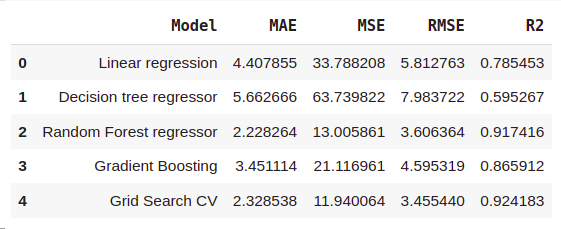 Model MAE MSE RMSE R2
0 Linear regression 4.407855 33.788208 5.812763 0.785453
1 Decision tree regressor 5.662666 63.739822 7.983722 0.595267
2 Random Forest regressor 2.228264 13.005861 3.606364 0.917416
3 Gradient Boosting 3.451114 21.116961 4.595319 0.865912
4 Grid Search CV 2.328538 11.940064 3.455440 0.924183